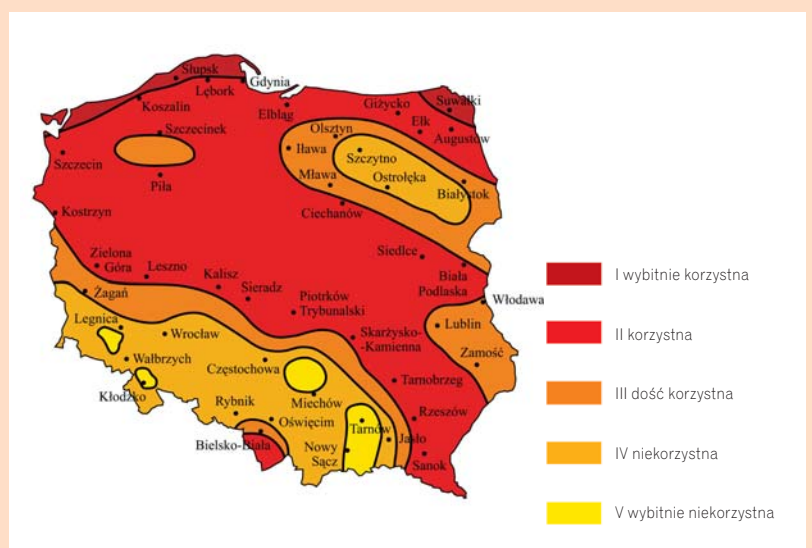 Słupsk
Gdynia
Lębork
Koszalin
Elbląg
Giżycko
Suwałki
Ełk
Augustów
Szczecinek
Olsztyn
Iława
Szczytno
Szczecin
Mława
Ostrołęka
Piła
Białystok
Ciechanów
Kostrzyn
Siedlce
Zielona
Góra
Leszno
Kalisz
Sieradz
Biała
Podlaska
Żagań
Piotrków
Trybunalski
Włodawa
Legnica
Wrocław
Skarżysko-
-Kamienna
Lublin
Wałbrzych
Częstochowa
Zamość
Kłodzko
Miechów
Tarnobrzeg
Rybnik
Oświęcim
Tarnów
Rzeszów
Bielsko-Biała
Nowy
Sącz
Jasło
Sanok
I wybitnie korzystna
II korzystna
III dość korzystna
IV niekorzystna
V wybitnie niekorzystna